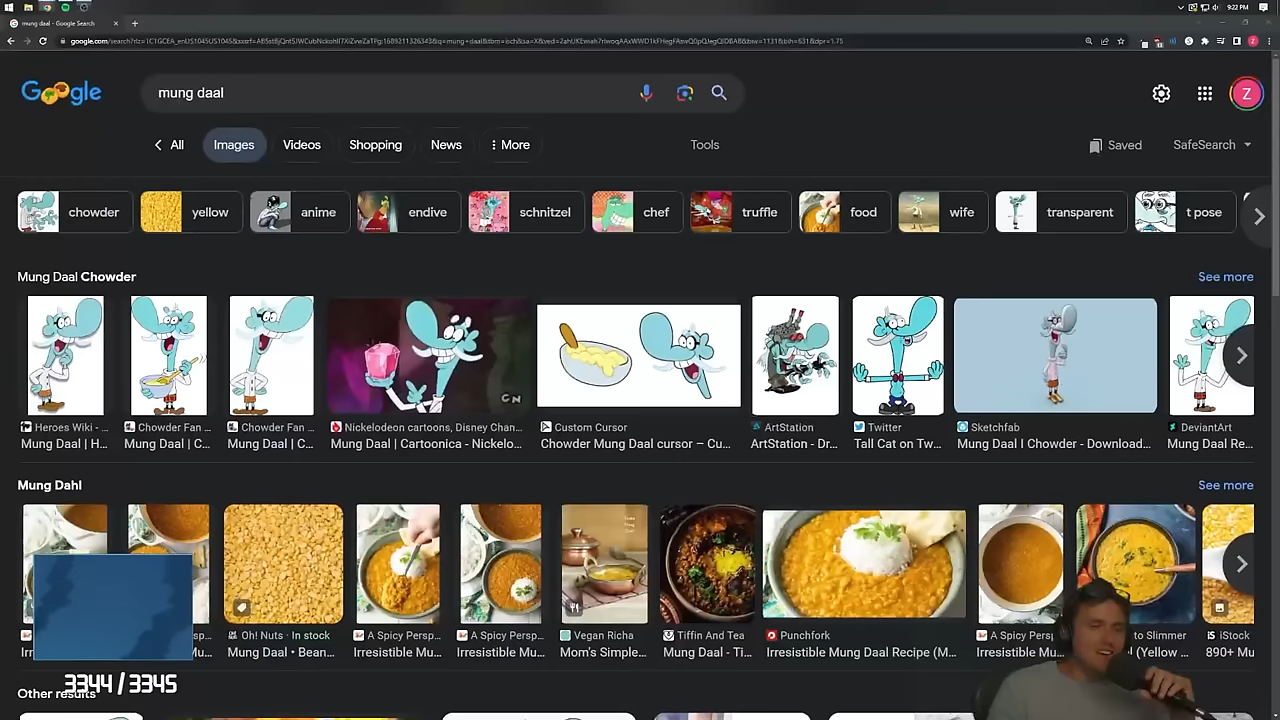 9:22 PM
mung daal - Google Search
Google
mung daal
Z
All
Images
Videos
Shopping
News
More
Tools
Saved
SafeSearch
chowder
yellow
anime
endive
schnitzel
chef
truffle
food
wife
transparent
t pose
Mung Daal Chowder
See more
CN
Heroes Wiki - ...
Chowder Fan ...
Chowder Fan ...
Nickelodeon cartoons, Disney Chan...
Custom Cursor
ArtStation
Twitter
Sketchfab
DeviantArt
Mung Daal | H...
Mung Daal | C...
Mung Daal | C...
Mung Daal | Cartoonica - Nickelo...
Chowder Mung Daal cursor – Cu...
ArtStation - Dr...
Tall Cat on Tw...
Mung Daal I Chowder - Download...
Mung Daal Re...
Mung Dahl
See more
Oh! Nuts · In stock
A Spicy Persp...
A Spicy Persp...
Vegan Richa
Tiffin And Tea
Punchfork
A Spicy
to Slimmer
iStock
Mung Daal • Bean...
Irresistible Mu...
Irresistible Mu...
Mom's Simple...
Mung Daal - Ti...
Irresistible Mung Daal Recipe (M...
Irresistible
(Yellow ...
890+ Mu
3344 / 3345
Other results